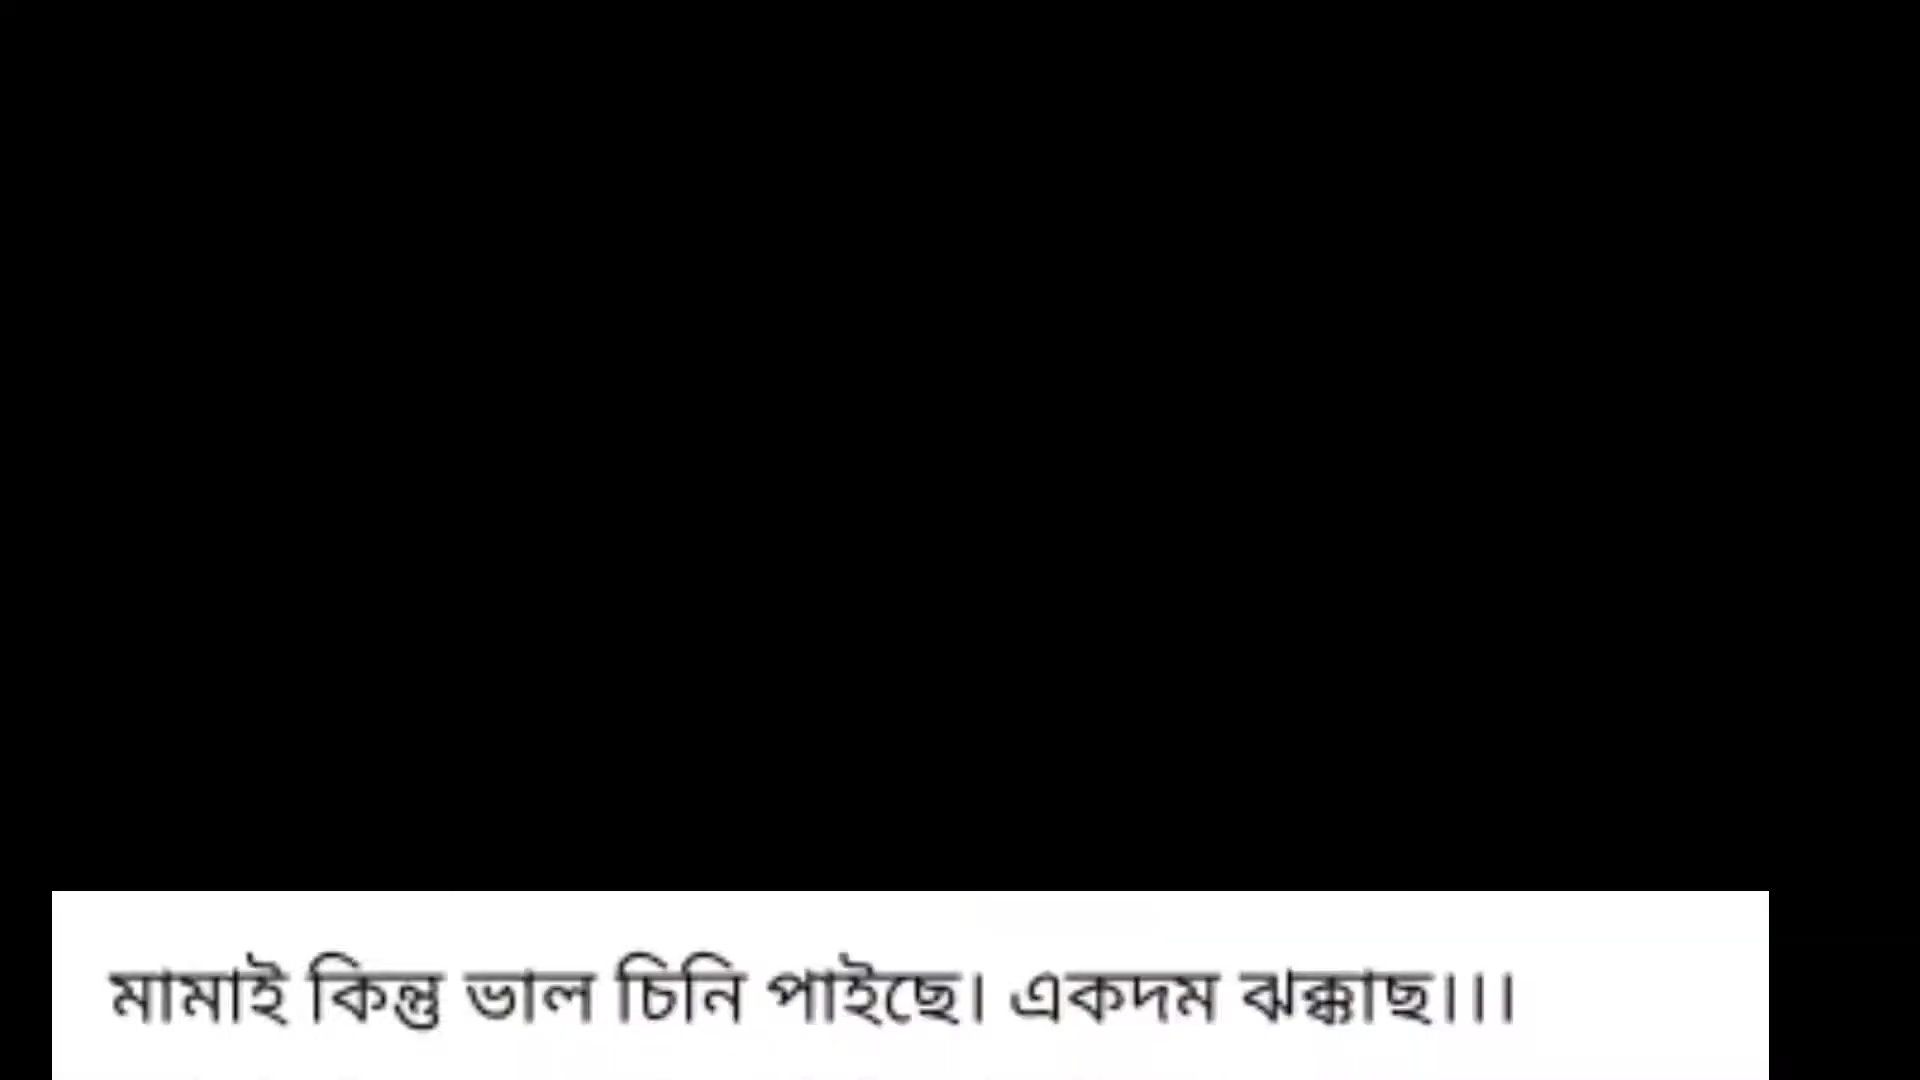 মামাই কিন্তু ভাল চিনি পাইছে। একদম ঝক্কাছ।।।